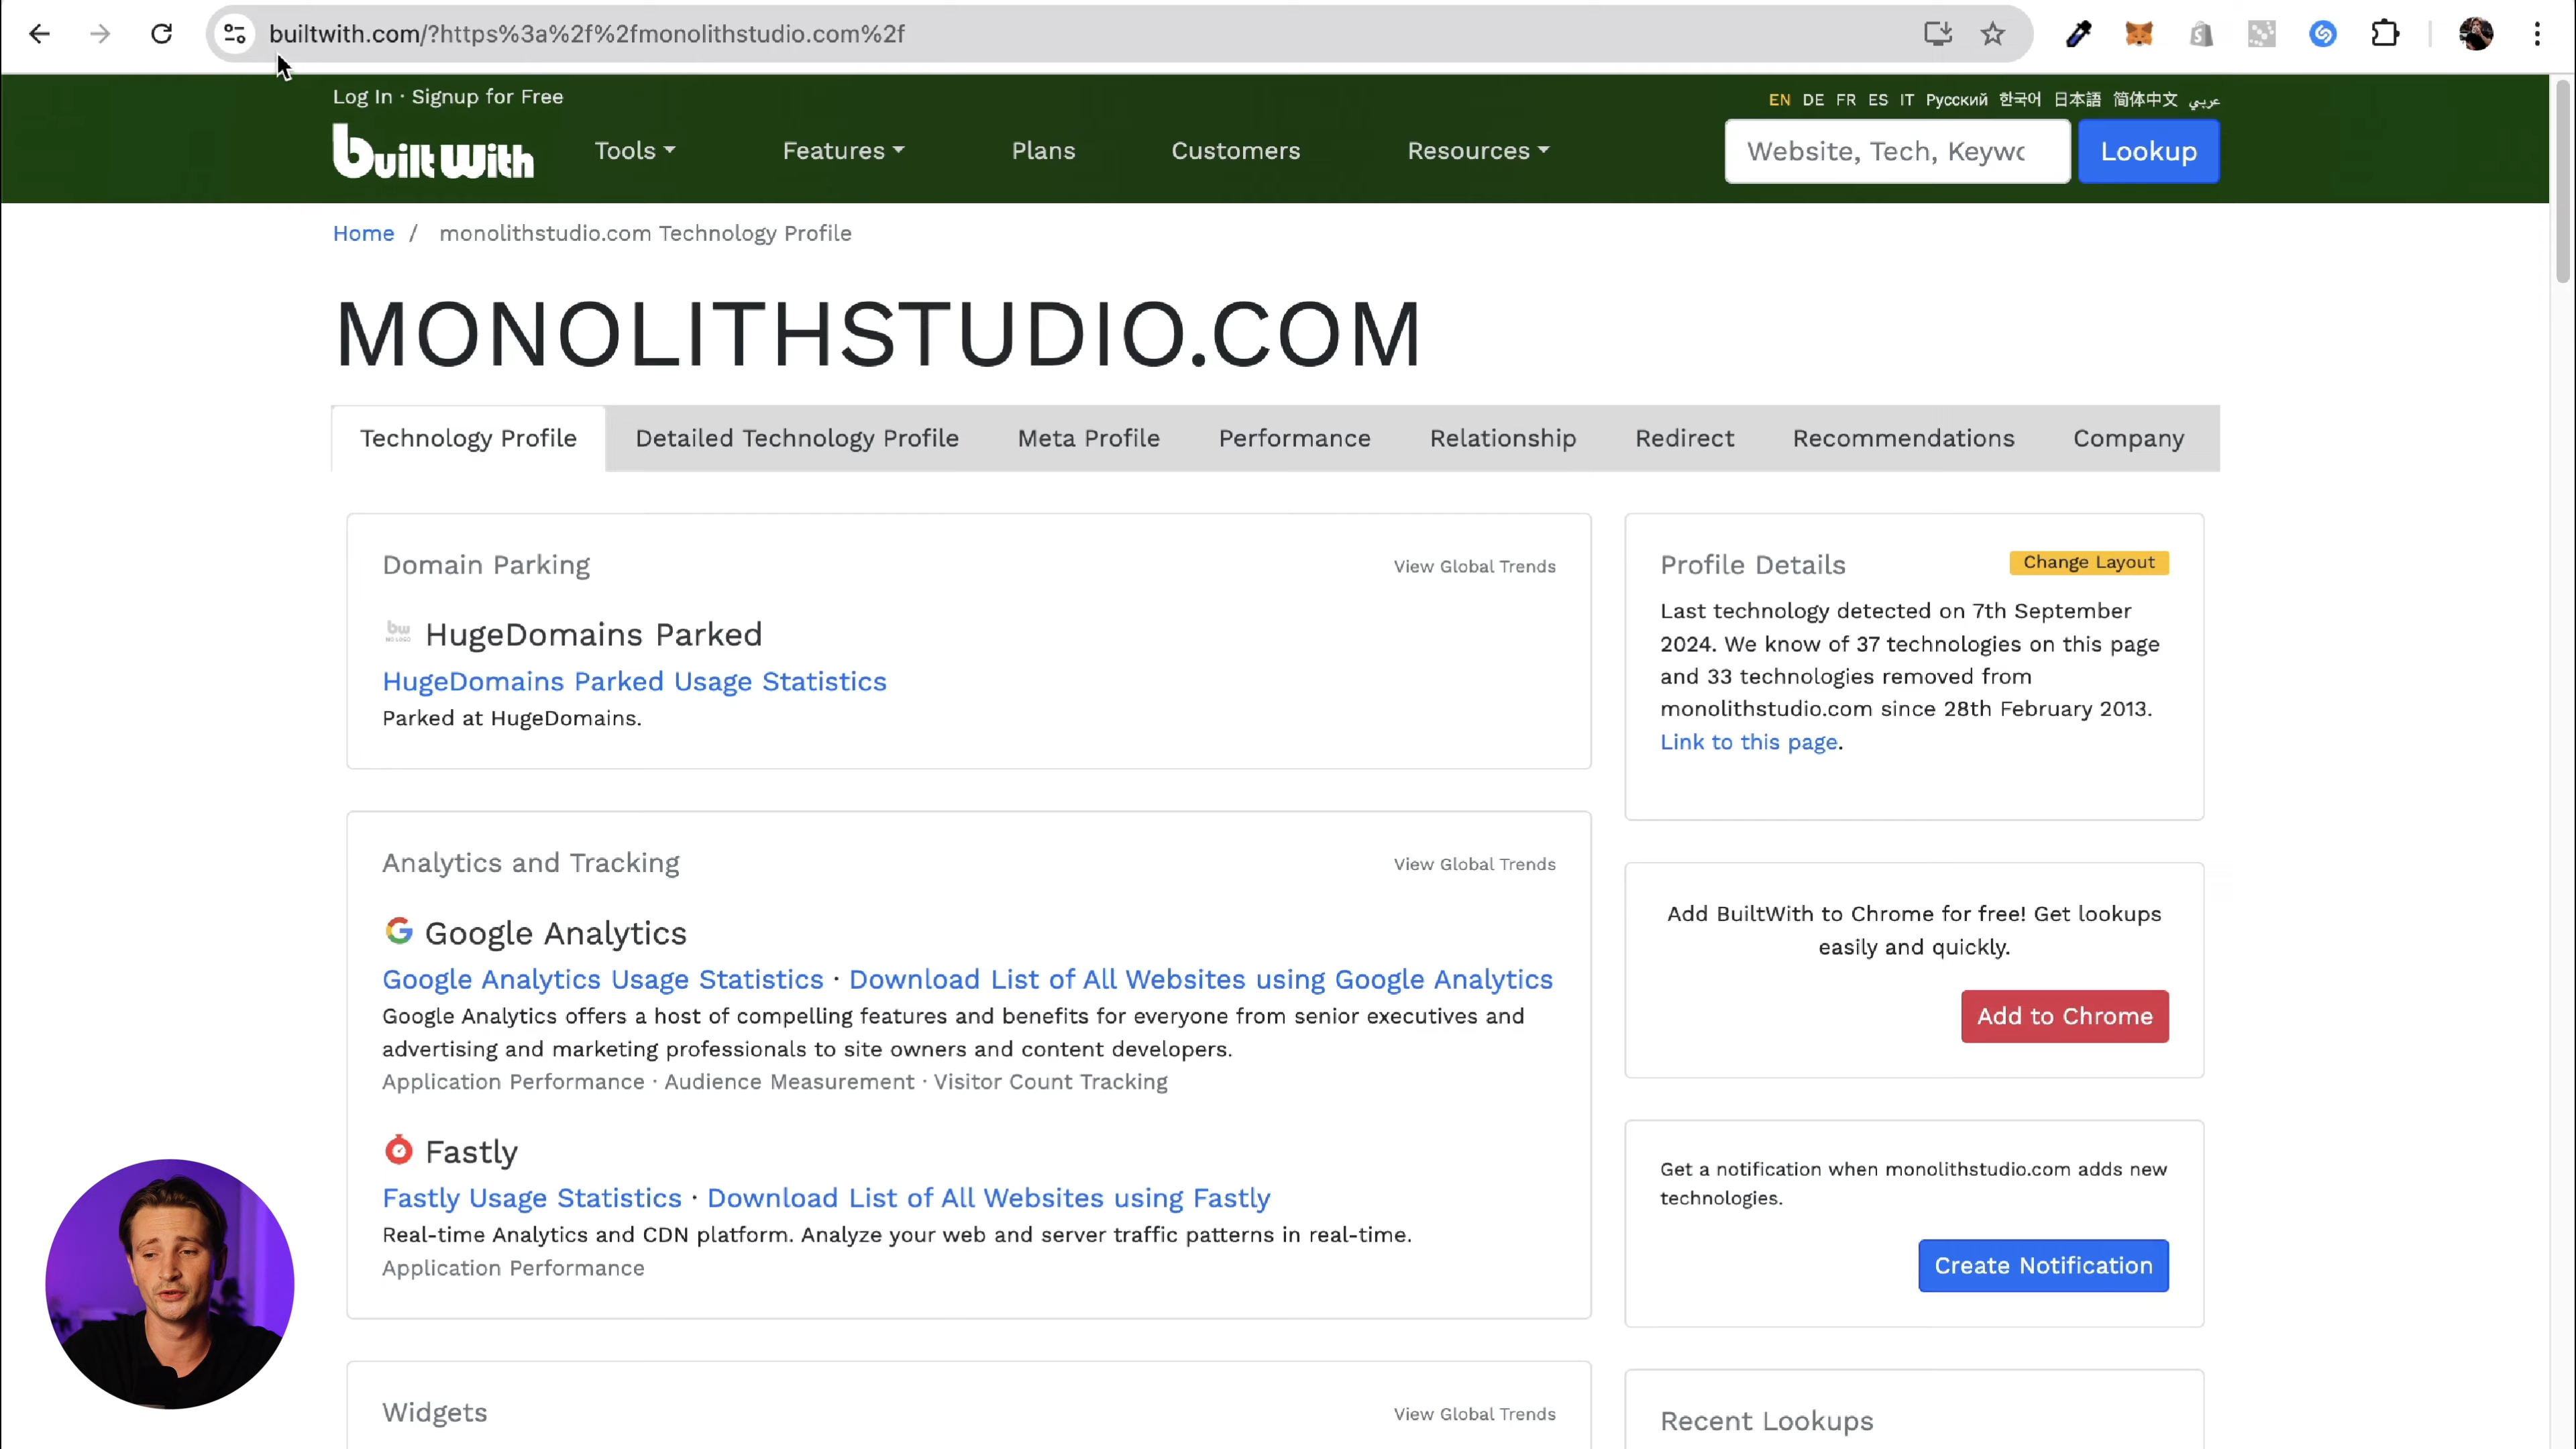 builtwith.com/?https%3a%2f%2fmonolithstudio.com%2f
Log In · Signup for Free
EN DE FR ES IT Русский 한국어 日本語 简体中文 عربي
built with
Tools
Features
Plans
Customers
Resources
Website, Tech, Keywo
Lookup
Home / monolithstudio.com Technology Profile
MONOLITHSTUDIO.COM
Technology Profile
Detailed Technology Profile
Meta Profile
Performance
Relationship
Redirect
Recommendations
Company
Domain Parking
View Global Trends
bw
NO LOGO
HugeDomains Parked
HugeDomains Parked Usage Statistics
Parked at HugeDomains.
Analytics and Tracking
View Global Trends
Google Analytics
Google Analytics Usage Statistics · Download List of All Websites using Google Analytics
Google Analytics offers a host of compelling features and benefits for everyone from senior executives and
advertising and marketing professionals to site owners and content developers.
Application Performance · Audience Measurement · Visitor Count Tracking
Fastly
Fastly Usage Statistics · Download List of All Websites using Fastly
Real-time Analytics and CDN platform. Analyze your web and server traffic patterns in real-time.
Application Performance
Widgets
View Global Trends
Profile Details
Change Layout
Last technology detected on 7th September
2024. We know of 37 technologies on this page
and 33 technologies removed from
monolithstudio.com since 28th February 2013.
Link to this page.
Add BuiltWith to Chrome for free! Get lookups
easily and quickly.
Add to Chrome
Get a notification when monolithstudio.com adds new
technologies.
Create Notification
Recent Lookups